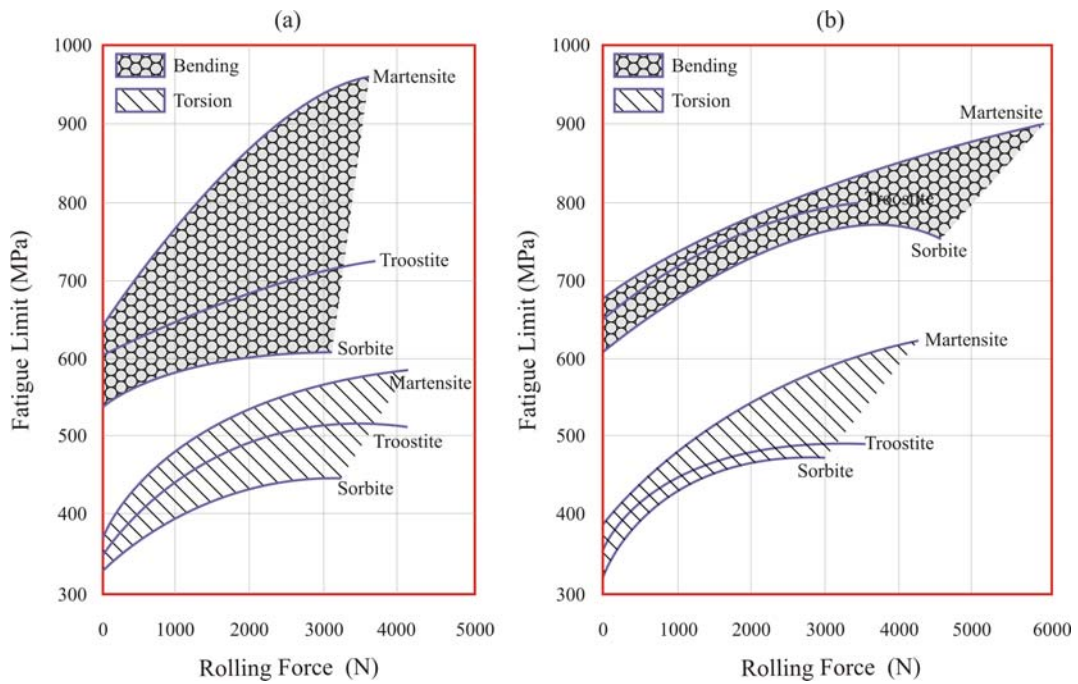 (a)
1000
900
800
700
600
500
400
300
Fatigue Limit (MPa)
Bending
Torsion
Martensite
Troostite
Sorbite
Martensite
Troostite
Sorbite
0 1000 2000 3000 4000 5000
Rolling Force (N)
(b)
1000
900
800
700
600
500
400
300
Fatigue Limit (MPa)
Bending
Torsion
Martensite
Troostite
Sorbite
Martensite
Troostite
Sorbite
0 1000 2000 3000 4000 5000 6000
Rolling Force (N)